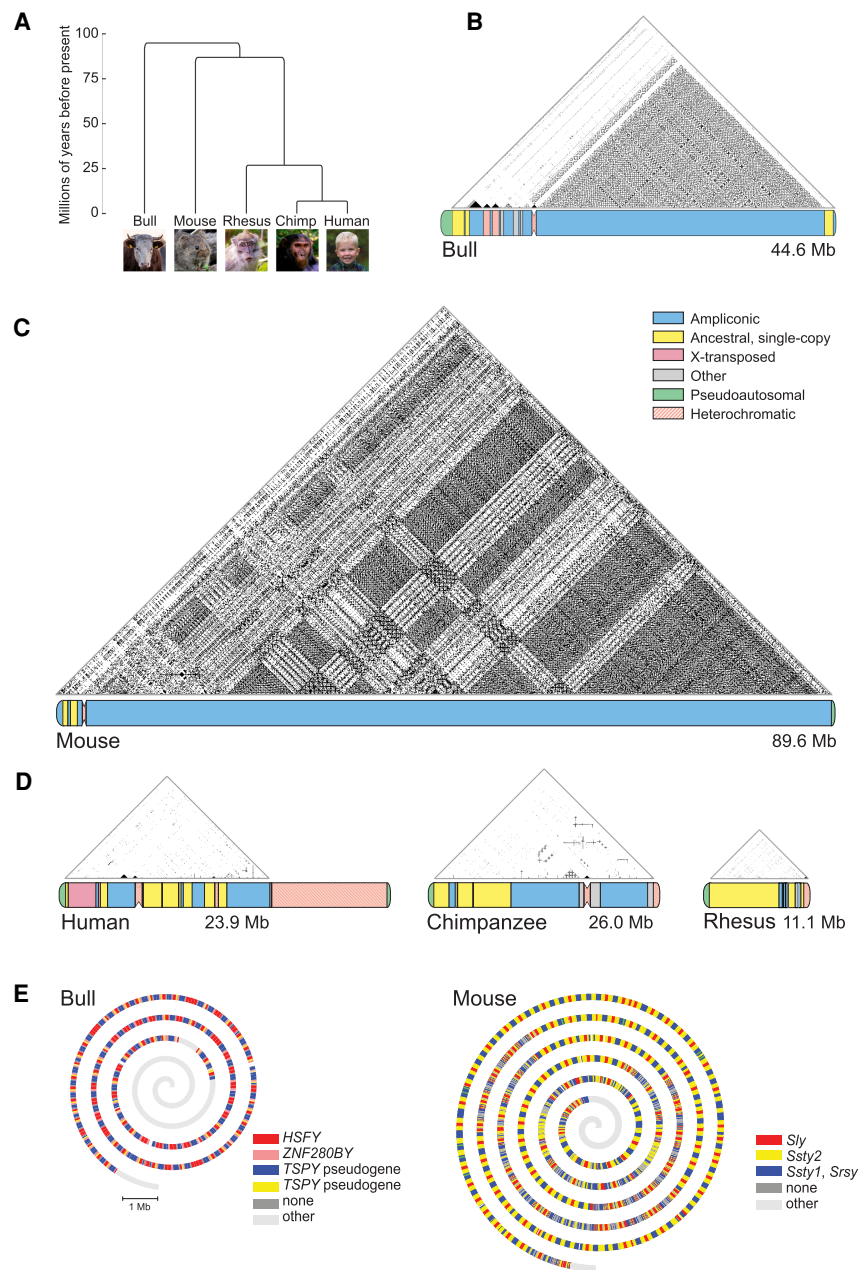 A
Millions of years before present
100
75
50
25
0
Bull Mouse Rhesus Chimp Human
B
Bull 44.6 Mb
C
Ampliconic
Ancestral, single-copy
X-transposed
Other
Pseudoautosomal
Heterochromatic
Mouse 89.6 Mb
D
Human 23.9 Mb
Chimpanzee 26.0 Mb
Rhesus 11.1 Mb
E
Bull
HSFY
ZNF280BY
TSPY pseudogene
TSPY pseudogene
none
other
1 Mb
Mouse
Sly
Ssty2
Ssty1, Srsy
none
other